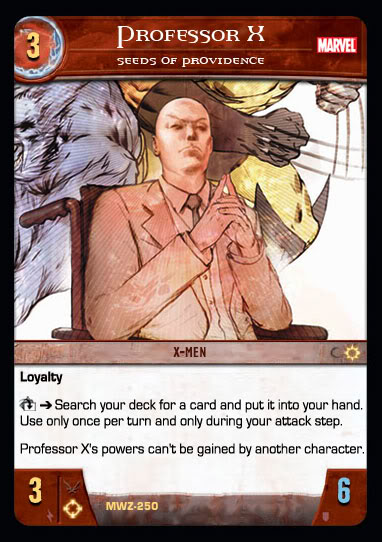 3
Professor X
MARVEL
Seeds of Providence
X-MEN
Loyalty
➔ Search your deck for a card and put it into your hand.
Use only once per turn and only during your attack step.
Professor X's powers can't be gained by another character.
3
MWZ-250
6